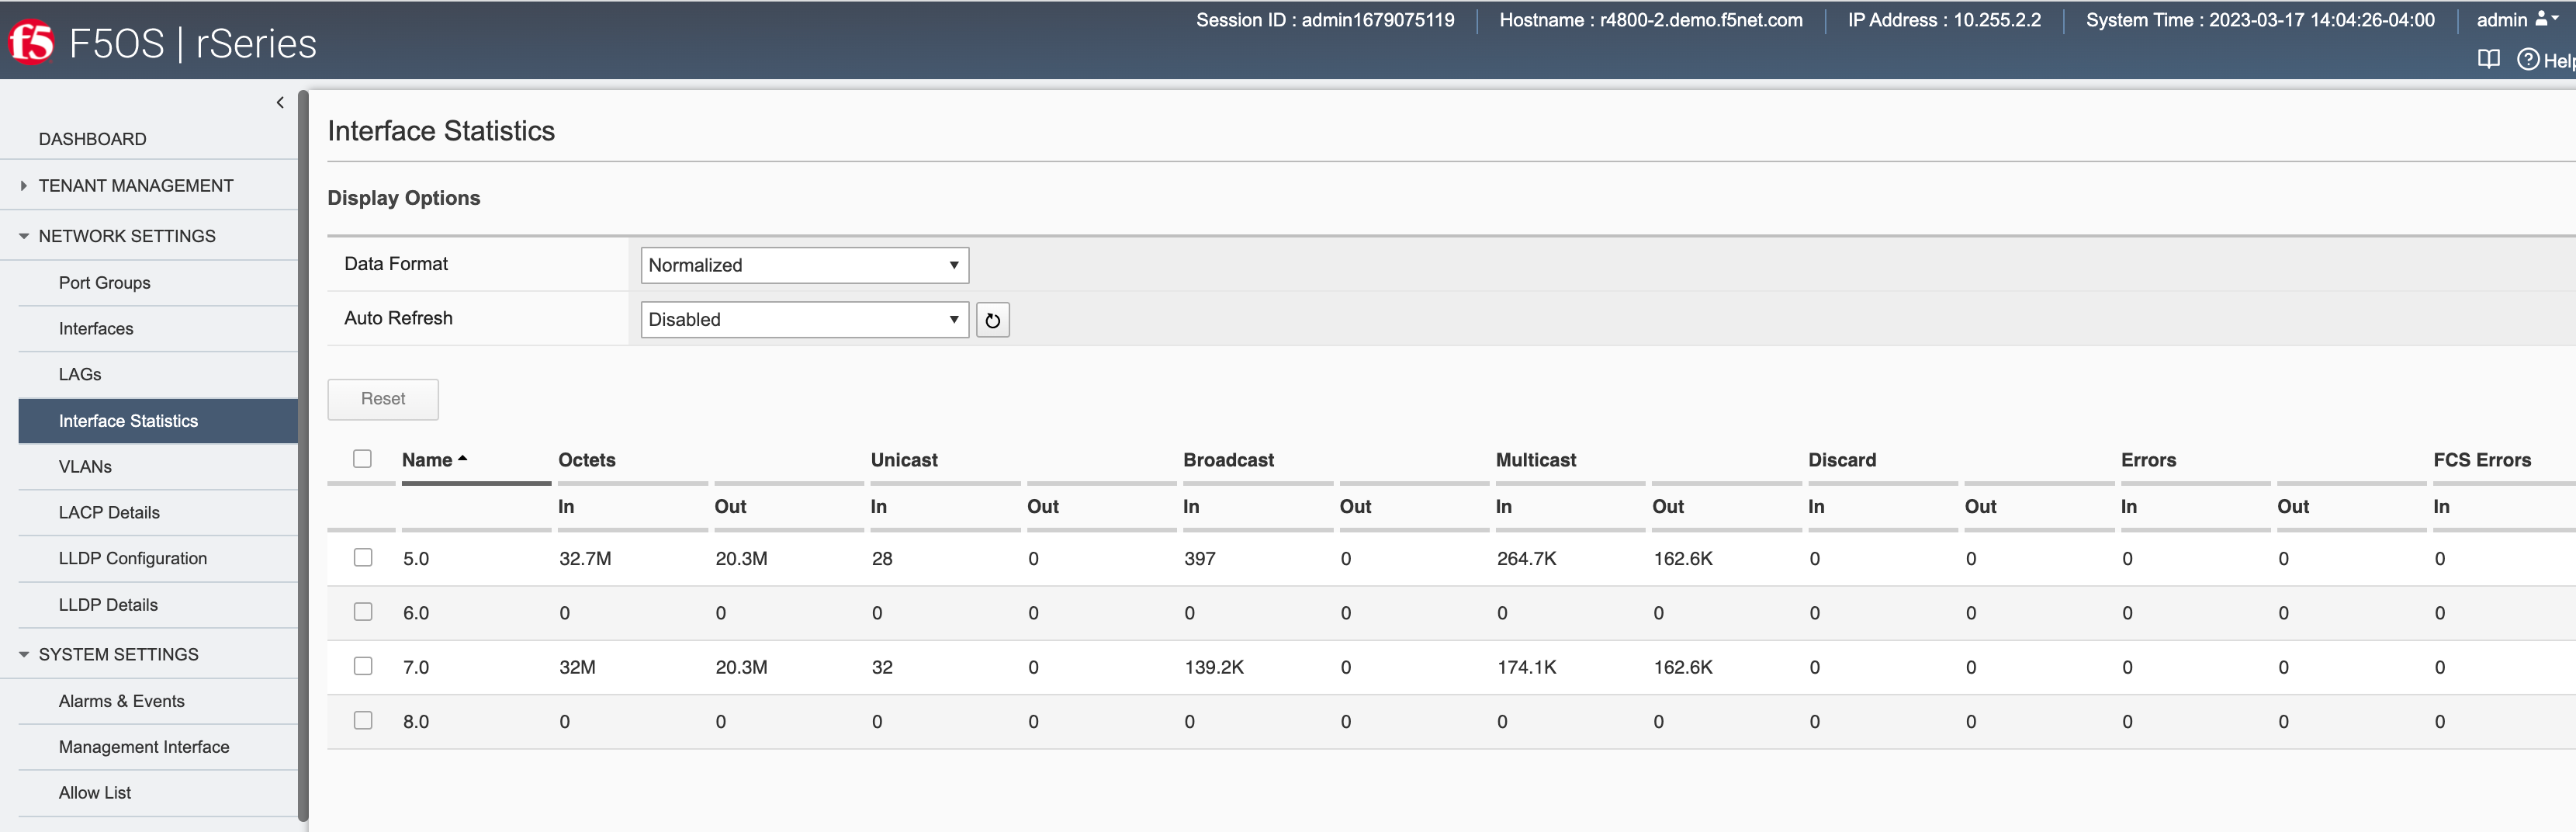 Session ID : admin1679075119 Hostname : r4800-2.demo.f5net.com IP Address : 10.255.2.2 System Time : 2023-03-17 14:04:26-04:00 admin
f5 F5OS | rSeries
? Help
DASHBOARD
TENANT MANAGEMENT
NETWORK SETTINGS
Port Groups
Interfaces
LAGs
Interface Statistics
VLANs
LACP Details
LLDP Configuration
LLDP Details
SYSTEM SETTINGS
Alarms & Events
Management Interface
Allow List
Interface Statistics
Display Options
Data Format Normalized
Auto Refresh Disabled
Reset
Name Octets Unicast Broadcast Multicast Discard Errors FCS Errors
In Out In Out In Out In Out In Out In Out In
5.0 32.7M 20.3M 28 0 397 0 264.7K 162.6K 0 0 0 0 0
6.0 0 0 0 0 0 0 0 0 0 0 0 0 0
7.0 32M 20.3M 32 0 139.2K 0 174.1K 162.6K 0 0 0 0 0
8.0 0 0 0 0 0 0 0 0 0 0 0 0 0